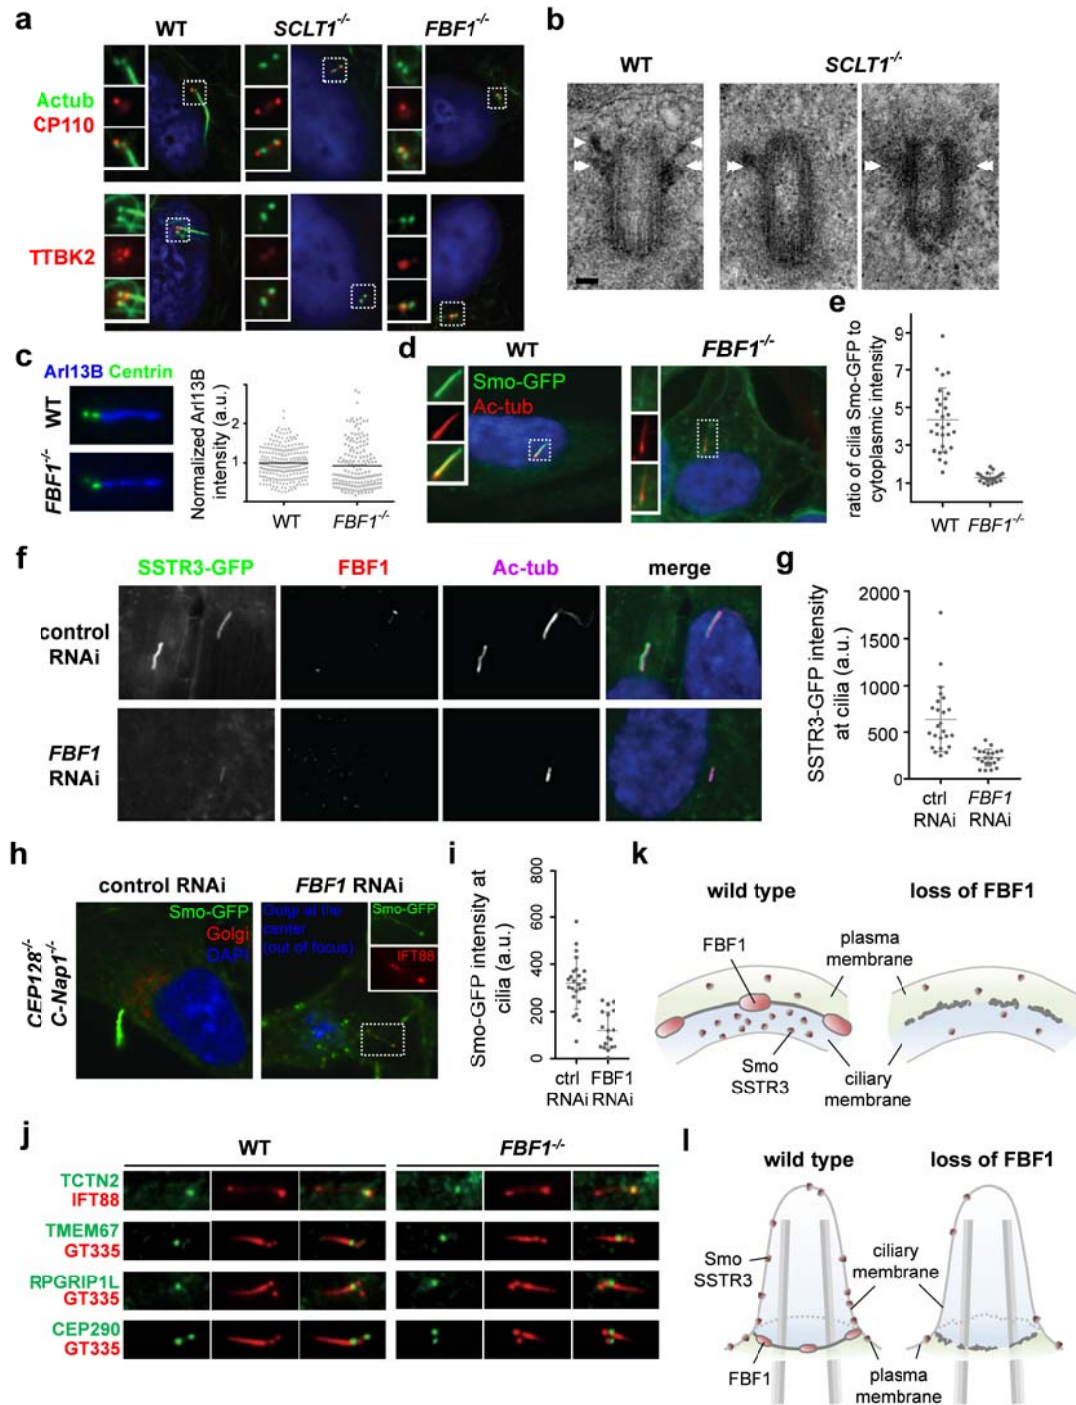 a
WT
SCLT1-/-
FBF1-/-
Actub
CP110
TTBK2
b
WT
SCLT1-/-
c
Arl13B Centrin
WT
FBF1-/-
Normalized Arl13B
intensity (a.u.)
2
1
WT
FBF1-/-
d
WT
FBF1-/-
Smo-GFP
Ac-tub
e
ratio of cilia Smo-GFP to
cytoplasmic intensity
9
7
5
3
1
WT
FBF1-/-
f
SSTR3-GFP
FBF1
Ac-tub
merge
control
RNAi
FBF1
RNAi
g
SSTR3-GFP intensity
at cilia (a.u.)
2000
1500
1000
500
0
ctrl
RNAi
FBF1
RNAi
h
control RNAi
FBF1 RNAi
CEP128-/-
C-Nap1-/-
Smo-GFP
Golgi
DAPI
Golgi at the
center
(out of focus)
Smo-GFP
IFT88
i
Smo-GFP intensity at
cilia (a.u.)
800
600
400
200
0
ctrl
RNAi
FBF1
RNAi
k
wild type
loss of FBF1
FBF1
plasma
membrane
Smo
SSTR3
ciliary
membrane
j
WT
FBF1-/-
TCTN2
IFT88
TMEM67
GT335
RPGRIP1L
GT335
CEP290
GT335
l
wild type
loss of FBF1
Smo
SSTR3
ciliary
membrane
FBF1
plasma
membrane